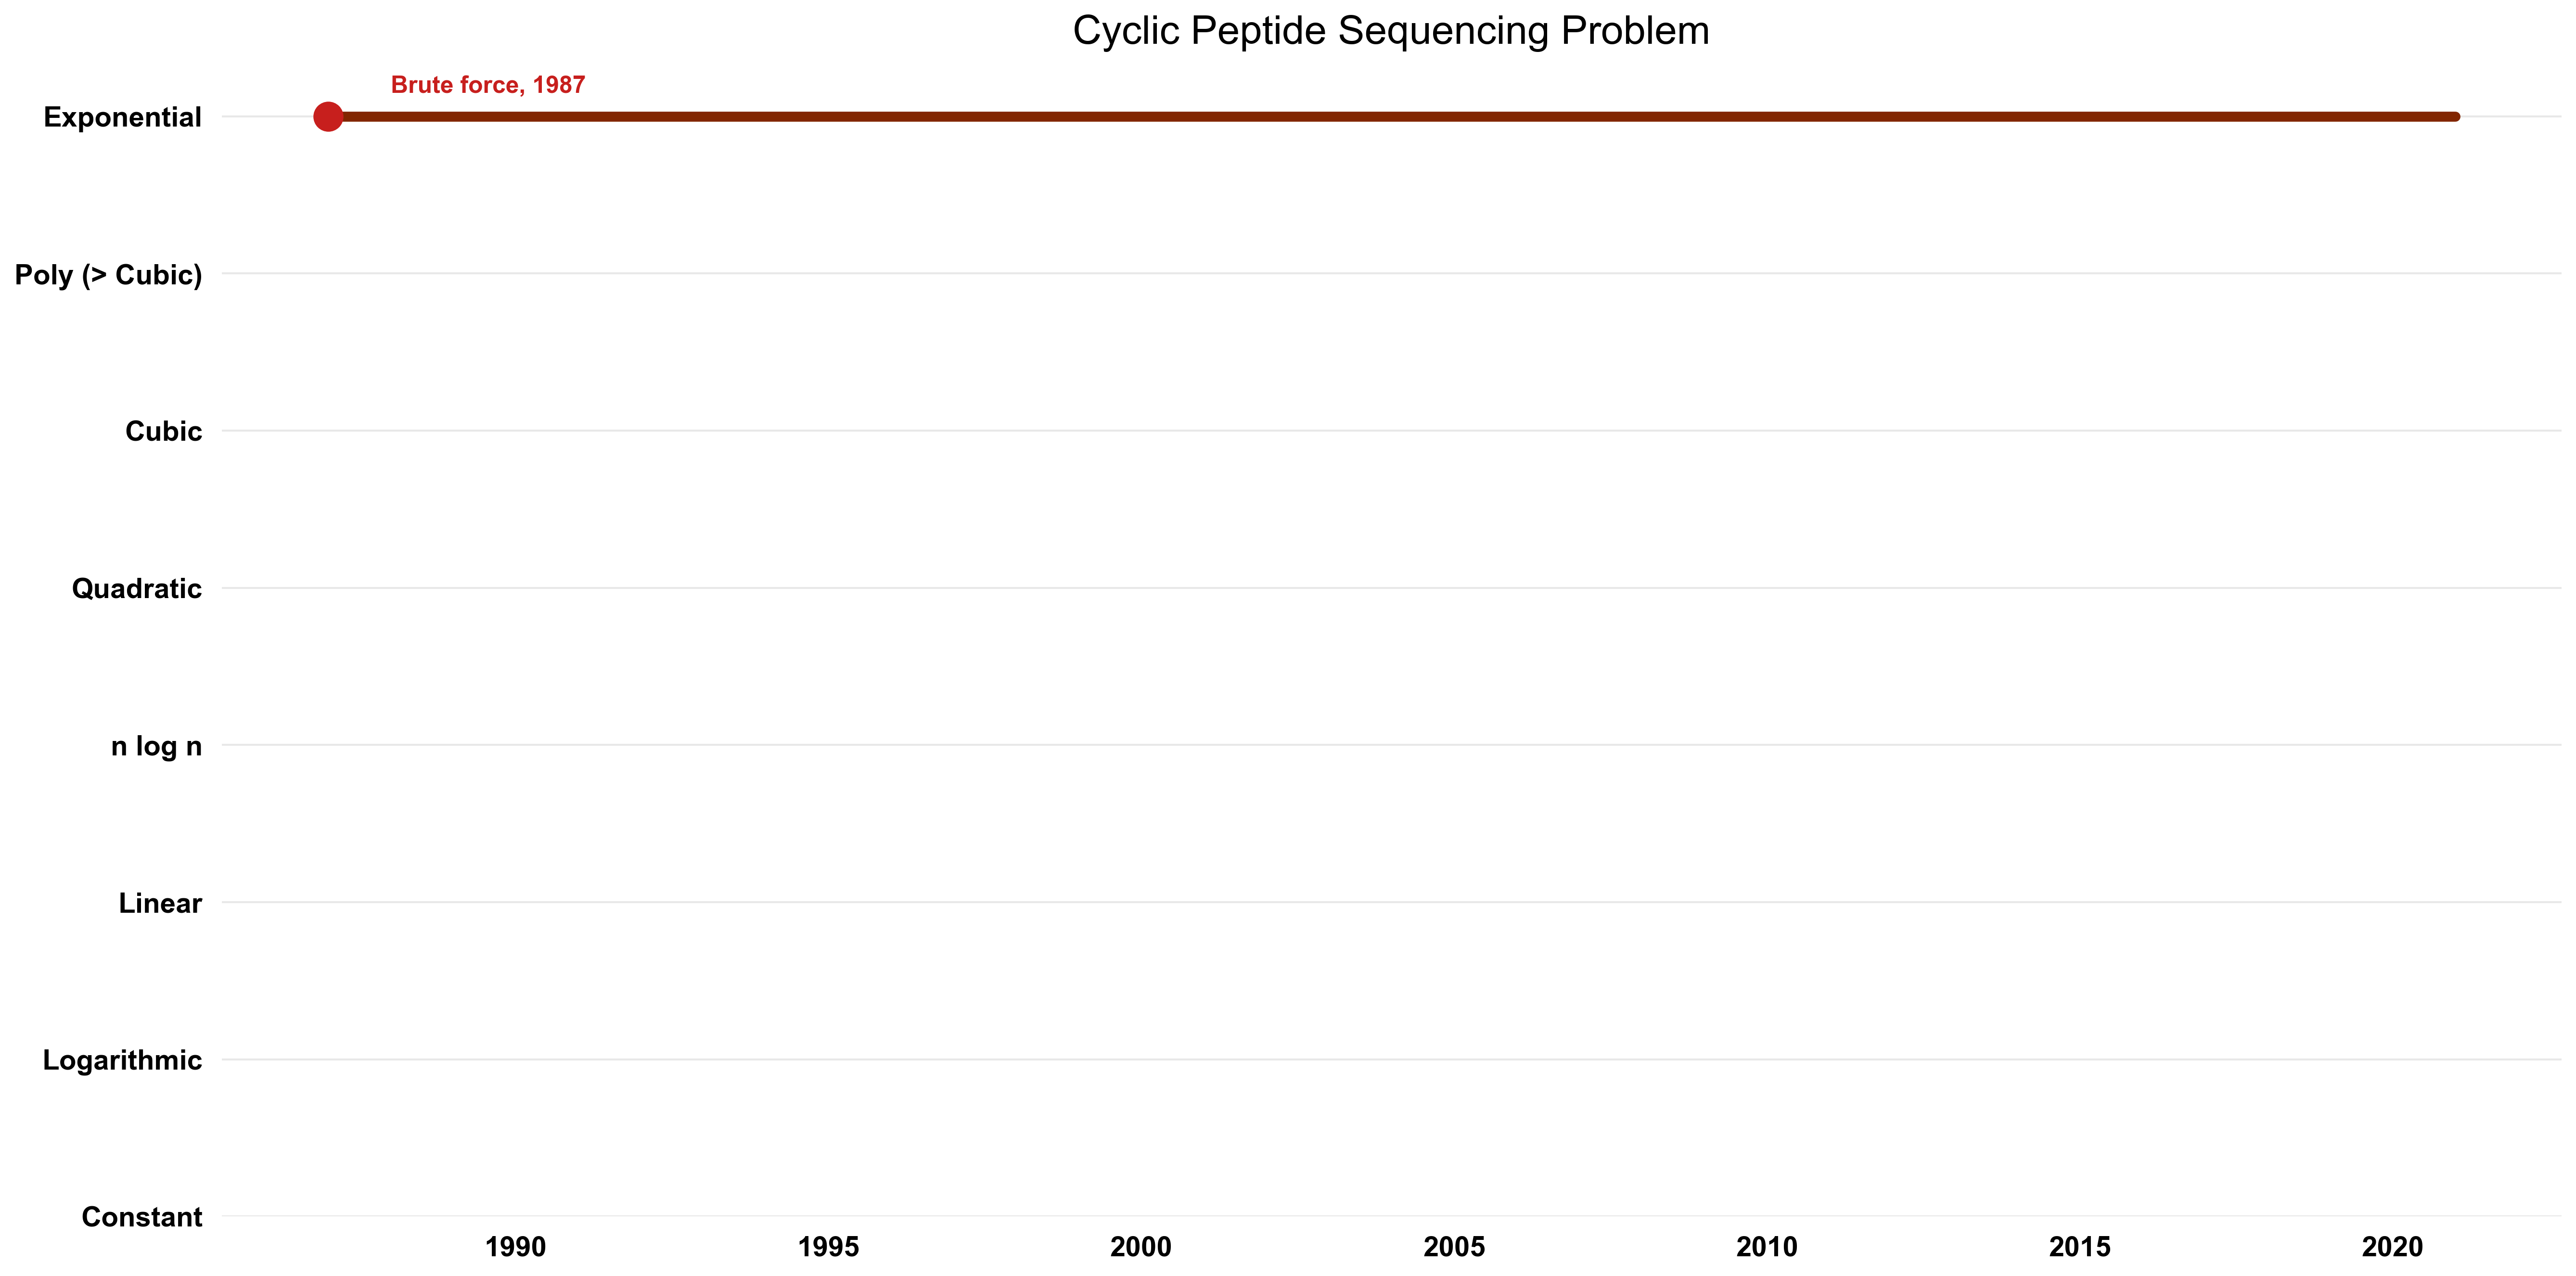 Cyclic Peptide Sequencing Problem
Brute force, 1987
Exponential
Poly (> Cubic)
Cubic
Quadratic
n log n
Linear
Logarithmic
Constant
1990 1995 2000 2005 2010 2015 2020